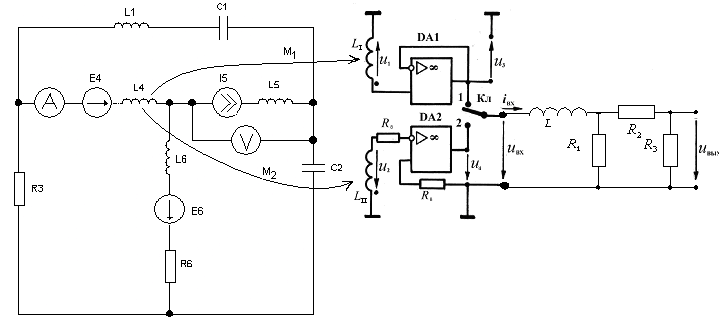 L1
C1
M1
DA1
LI
u1
∞
u3
E4
L4
I5
L5
A
1
Кл
iвх
2
DA2
V
R0
∞
L
R2
R1
R3
uвх
uвых
L6
C2
u2
u4
M2
R3
LII
R1
E6
R6